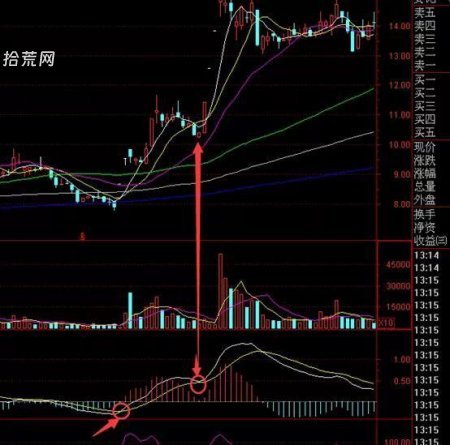 卖五
卖四
卖三
卖二
卖一
买一
买二
买三
买四
买五
现价
涨跌
涨幅
总量
外盘
换手
净资
收益㈢
13:14
13:14
13:15
13:15
13:15
13:15
13:15
13:15
13:15
13:15
13:15
13:15
13:15
13:15
13:15
拾荒网
14.00
13.00
12.00
11.00
10.00
9.00
8.00
45000
30000
15000
X10
1.00
0.50
0.00
100.00